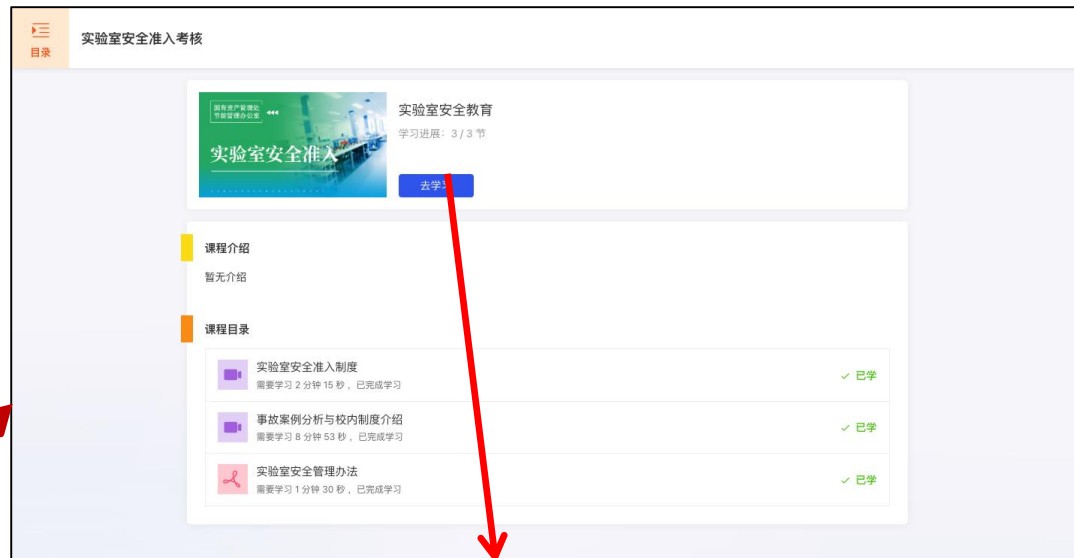 目录
实验室安全准入考核
国有资产管理处
节能管理办公室
实验室安全准入
实验室安全教育
学习进展：3 / 3 节
去学习
课程介绍
暂无介绍
课程目录
实验室安全准入制度
需要学习 2 分钟 15 秒 ，已完成学习
已学
事故案例分析与校内制度介绍
需要学习 8 分钟 53 秒 ，已完成学习
已学
实验室安全管理办法
需要学习 1 分钟 30 秒 ，已完成学习
已学